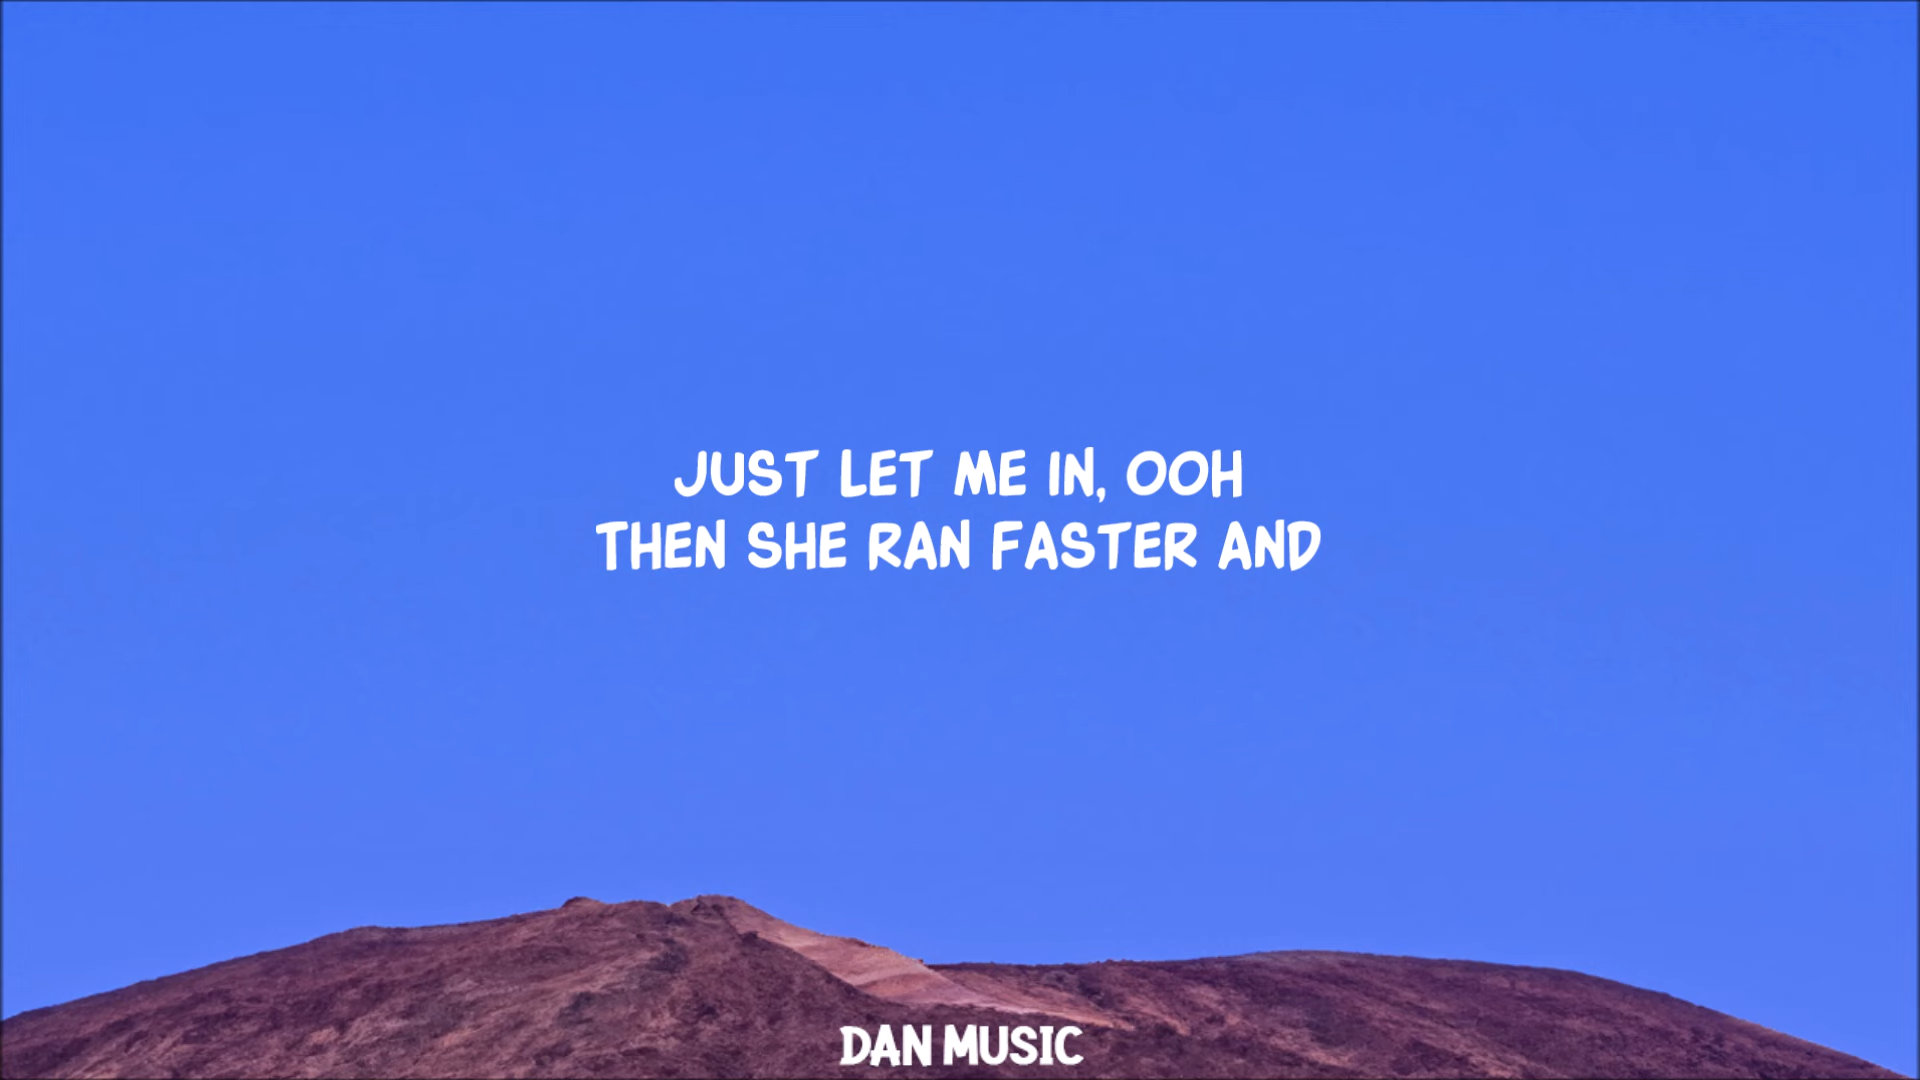 JUST LET ME IN, OOH
THEN SHE RAN FASTER AND
DAN MUSIC